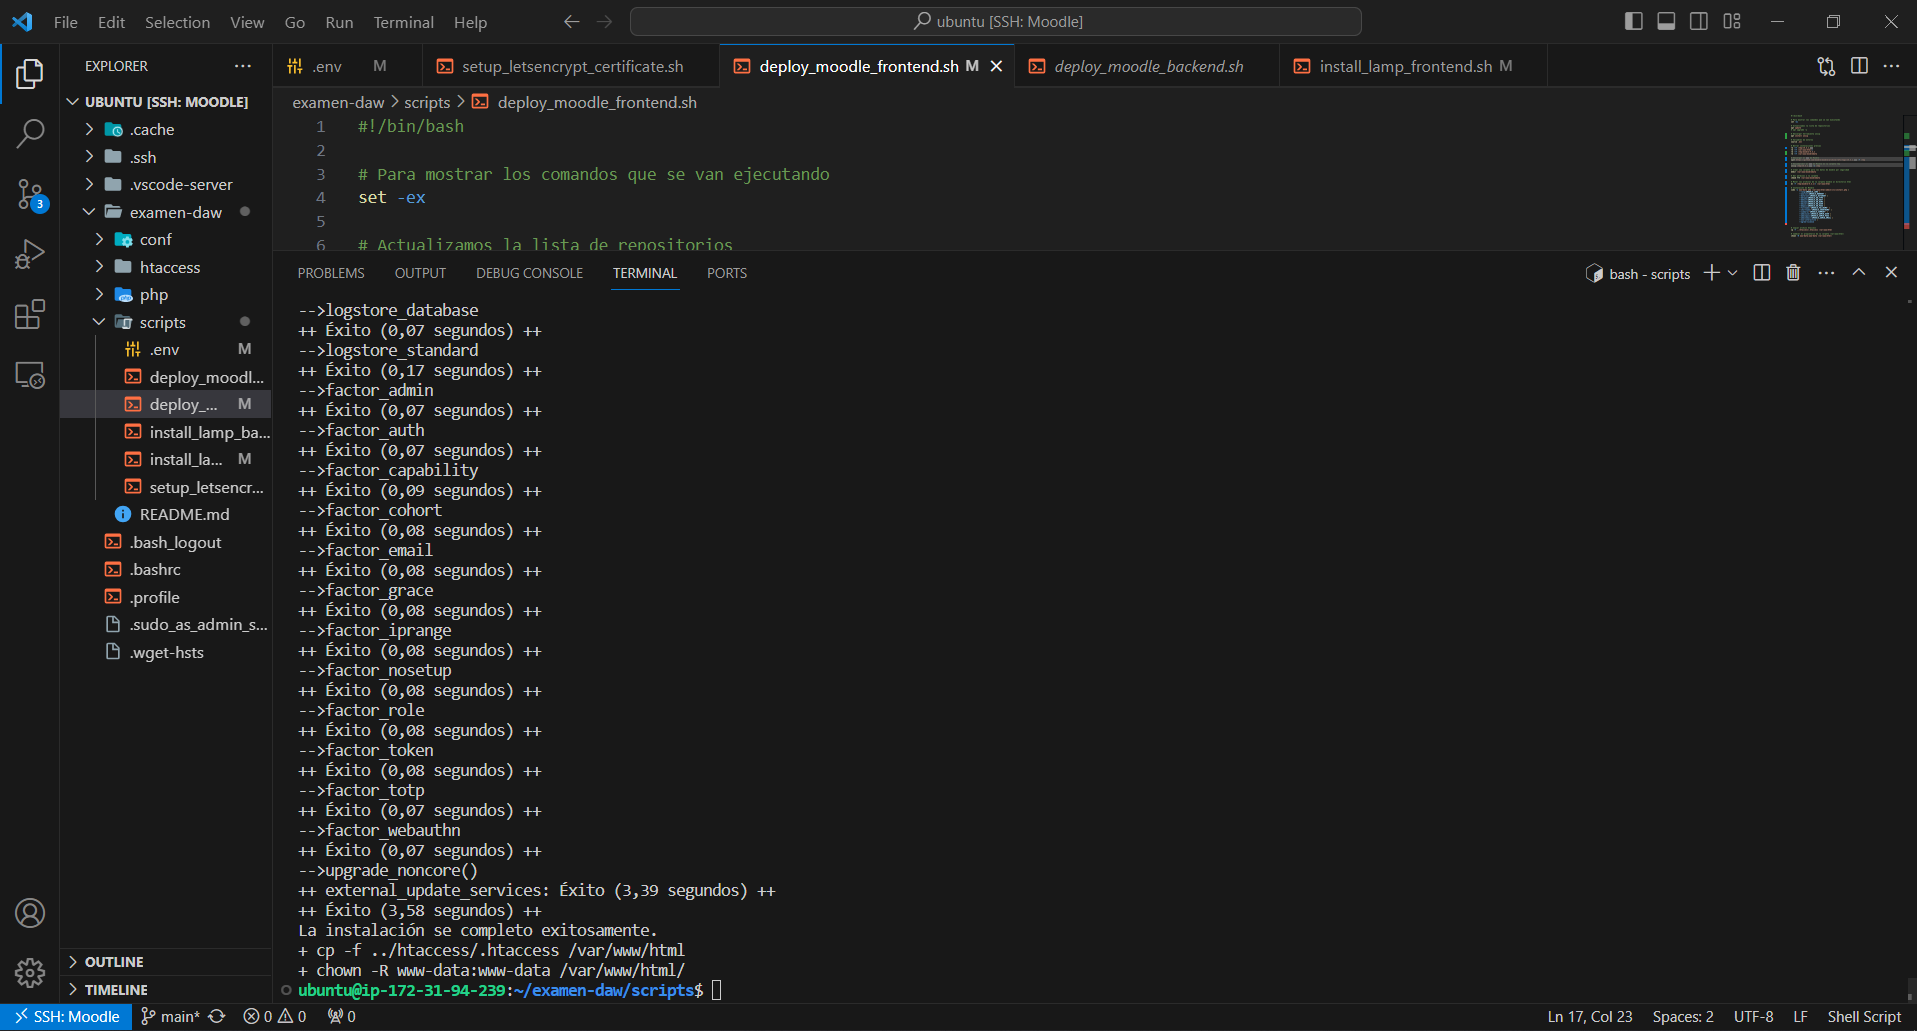 File Edit Selection View Go Run Terminal Help
ubuntu [SSH: Moodle]
EXPLORER
.env M
setup_letsencrypt_certificate.sh
deploy_moodle_frontend.sh M
deploy_moodle_backend.sh
install_lamp_frontend.sh M
UBUNTU [SSH: MOODLE]
.cache
.ssh
.vscode-server
examen-daw
conf
htaccess
php
scripts
.env M
deploy_moodl...
deploy_... M
install_lamp_ba...
install_la... M
setup_letsencr...
README.md
.bash_logout
.bashrc
.profile
.sudo_as_admin_s...
.wget-hsts
OUTLINE
TIMELINE
3
examen-daw > scripts > deploy_moodle_frontend.sh
1 #!/bin/bash
2
3 # Para mostrar los comandos que se van ejecutando
4 set -ex
5
6 # Actualizamos la lista de repositorios
PROBLEMS OUTPUT DEBUG CONSOLE TERMINAL PORTS
bash - scripts
-->logstore_database
++ Éxito (0,07 segundos) ++
-->logstore_standard
++ Éxito (0,17 segundos) ++
-->factor_admin
++ Éxito (0,07 segundos) ++
-->factor_auth
++ Éxito (0,07 segundos) ++
-->factor_capability
++ Éxito (0,09 segundos) ++
-->factor_cohort
++ Éxito (0,08 segundos) ++
-->factor_email
++ Éxito (0,08 segundos) ++
-->factor_grace
++ Éxito (0,08 segundos) ++
-->factor_iprange
++ Éxito (0,08 segundos) ++
-->factor_nosetup
++ Éxito (0,08 segundos) ++
-->factor_role
++ Éxito (0,08 segundos) ++
-->factor_token
++ Éxito (0,08 segundos) ++
-->factor_totp
++ Éxito (0,07 segundos) ++
-->factor_webauthn
++ Éxito (0,07 segundos) ++
-->upgrade_noncore()
++ external_update_services: Éxito (3,39 segundos) ++
++ Éxito (3,58 segundos) ++
La instalación se completo exitosamente.
+ cp -f ../htaccess/.htaccess /var/www/html
+ chown -R www-data:www-data /var/www/html/
ubuntu@ip-172-31-94-239:~/examen-daw/scripts$
SSH: Moodle main* 0 0 0
Ln 17, Col 23 Spaces: 2 UTF-8 LF Shell Script